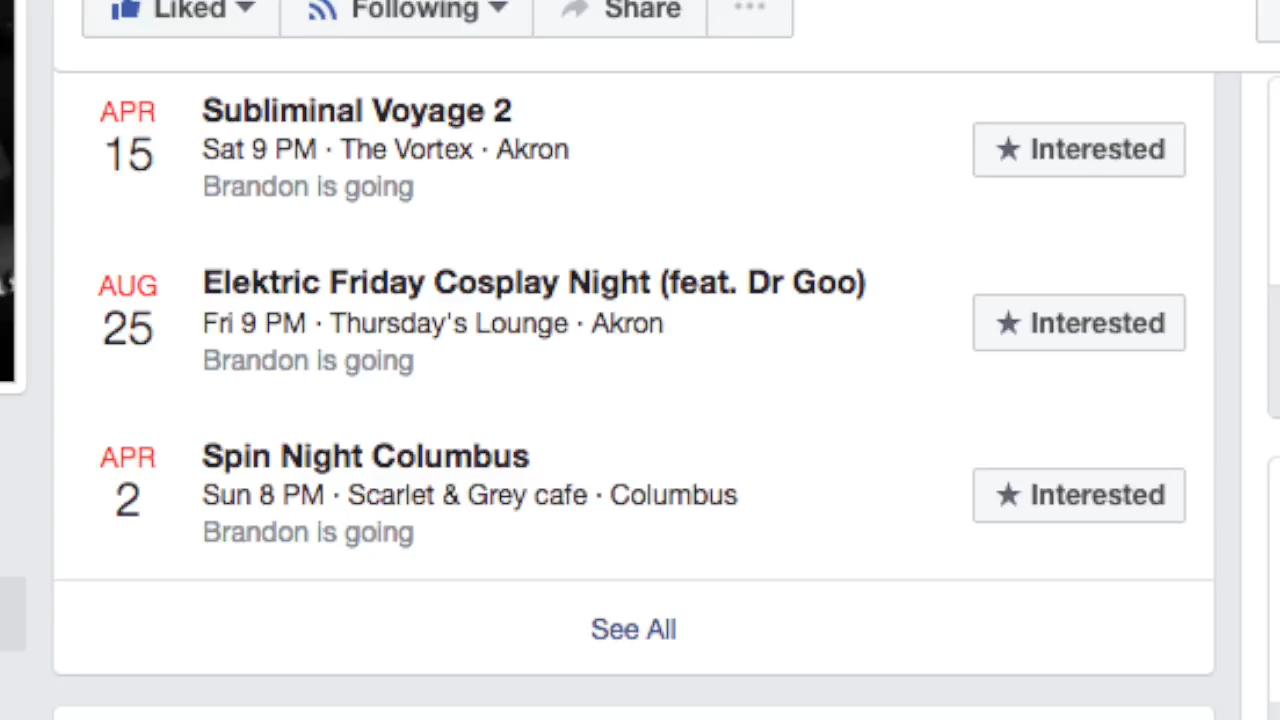 Liked Following Share
APR
15
Subliminal Voyage 2
Sat 9 PM · The Vortex · Akron
Brandon is going
Interested
AUG
25
Elektric Friday Cosplay Night (feat. Dr Goo)
Fri 9 PM · Thursday's Lounge · Akron
Brandon is going
Interested
APR
2
Spin Night Columbus
Sun 8 PM · Scarlet & Grey cafe · Columbus
Brandon is going
Interested
See All